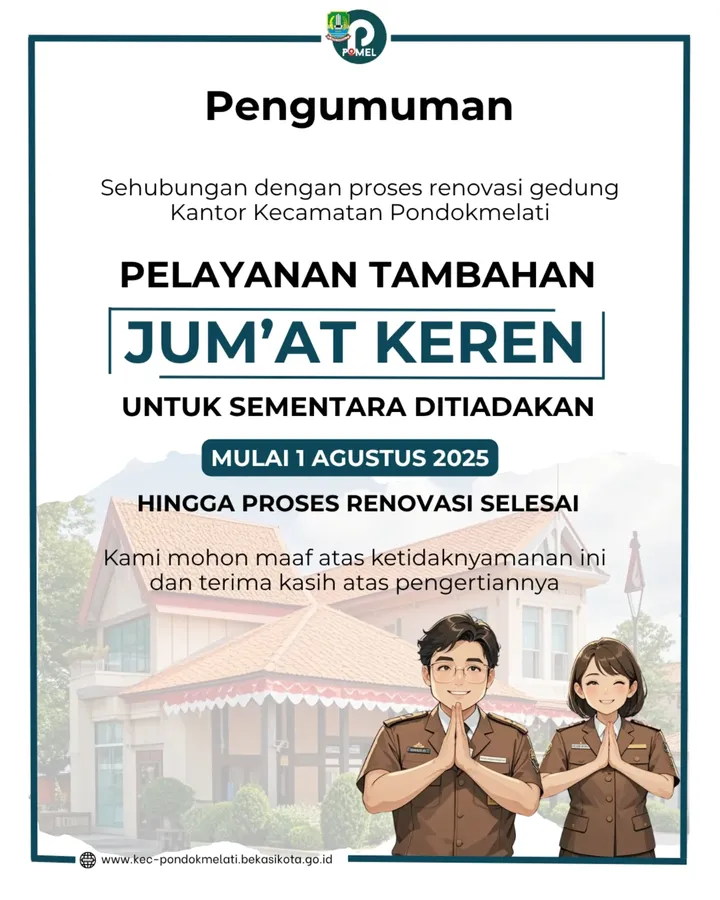 POMEL
Pengumuman
Sehubungan dengan proses renovasi gedung
Kantor Kecamatan Pondokmelati
PELAYANAN TAMBAHAN
JUM'AT KEREN
UNTUK SEMENTARA DITIADAKAN
MULAI 1 AGUSTUS 2025
HINGGA PROSES RENOVASI SELESAI
Kami mohon maaf atas ketidaknyamanan ini
dan terima kasih atas pengertiannya
www.kec-pondokmelati.bekasikota.go.id